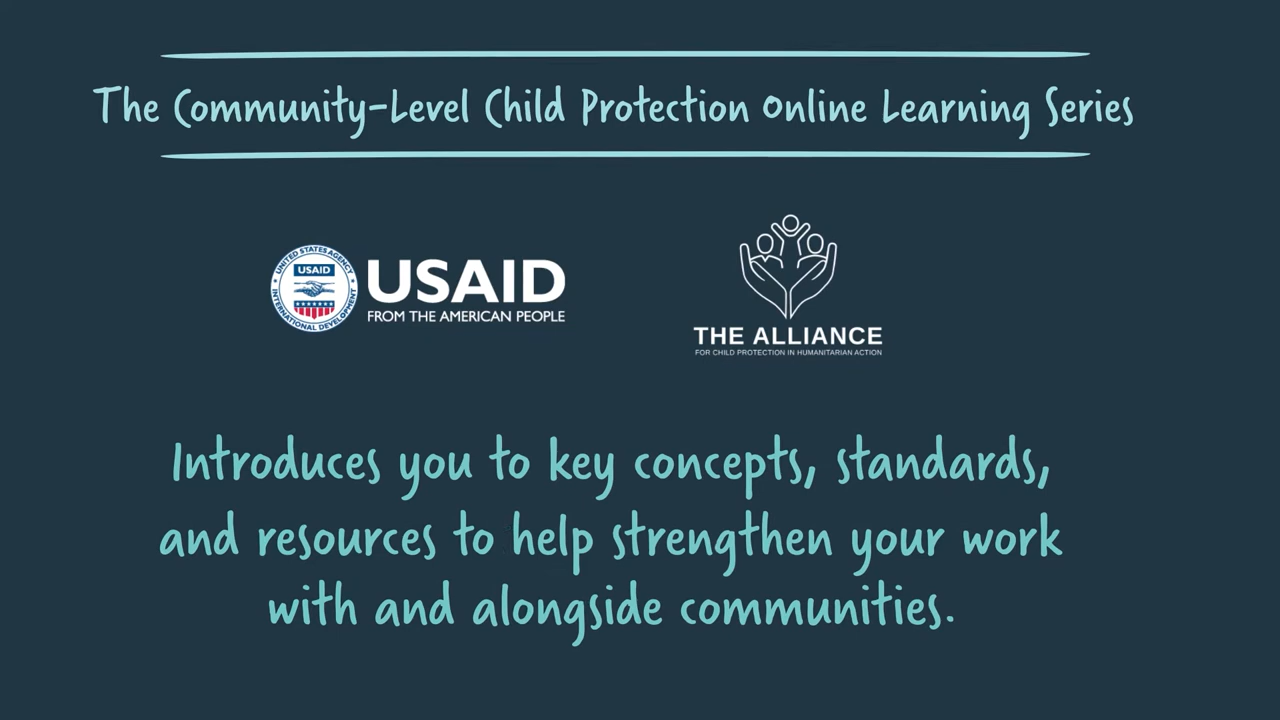 The Community-Level Child Protection Online Learning Series
UNITED STATES AGENCY
USAID
INTERNATIONAL DEVELOPMENT
USAID
FROM THE AMERICAN PEOPLE
THE ALLIANCE
FOR CHILD PROTECTION IN HUMANITARIAN ACTION
Introduces you to key concepts, standards,
and resources to help strengthen your work
with and alongside communities.